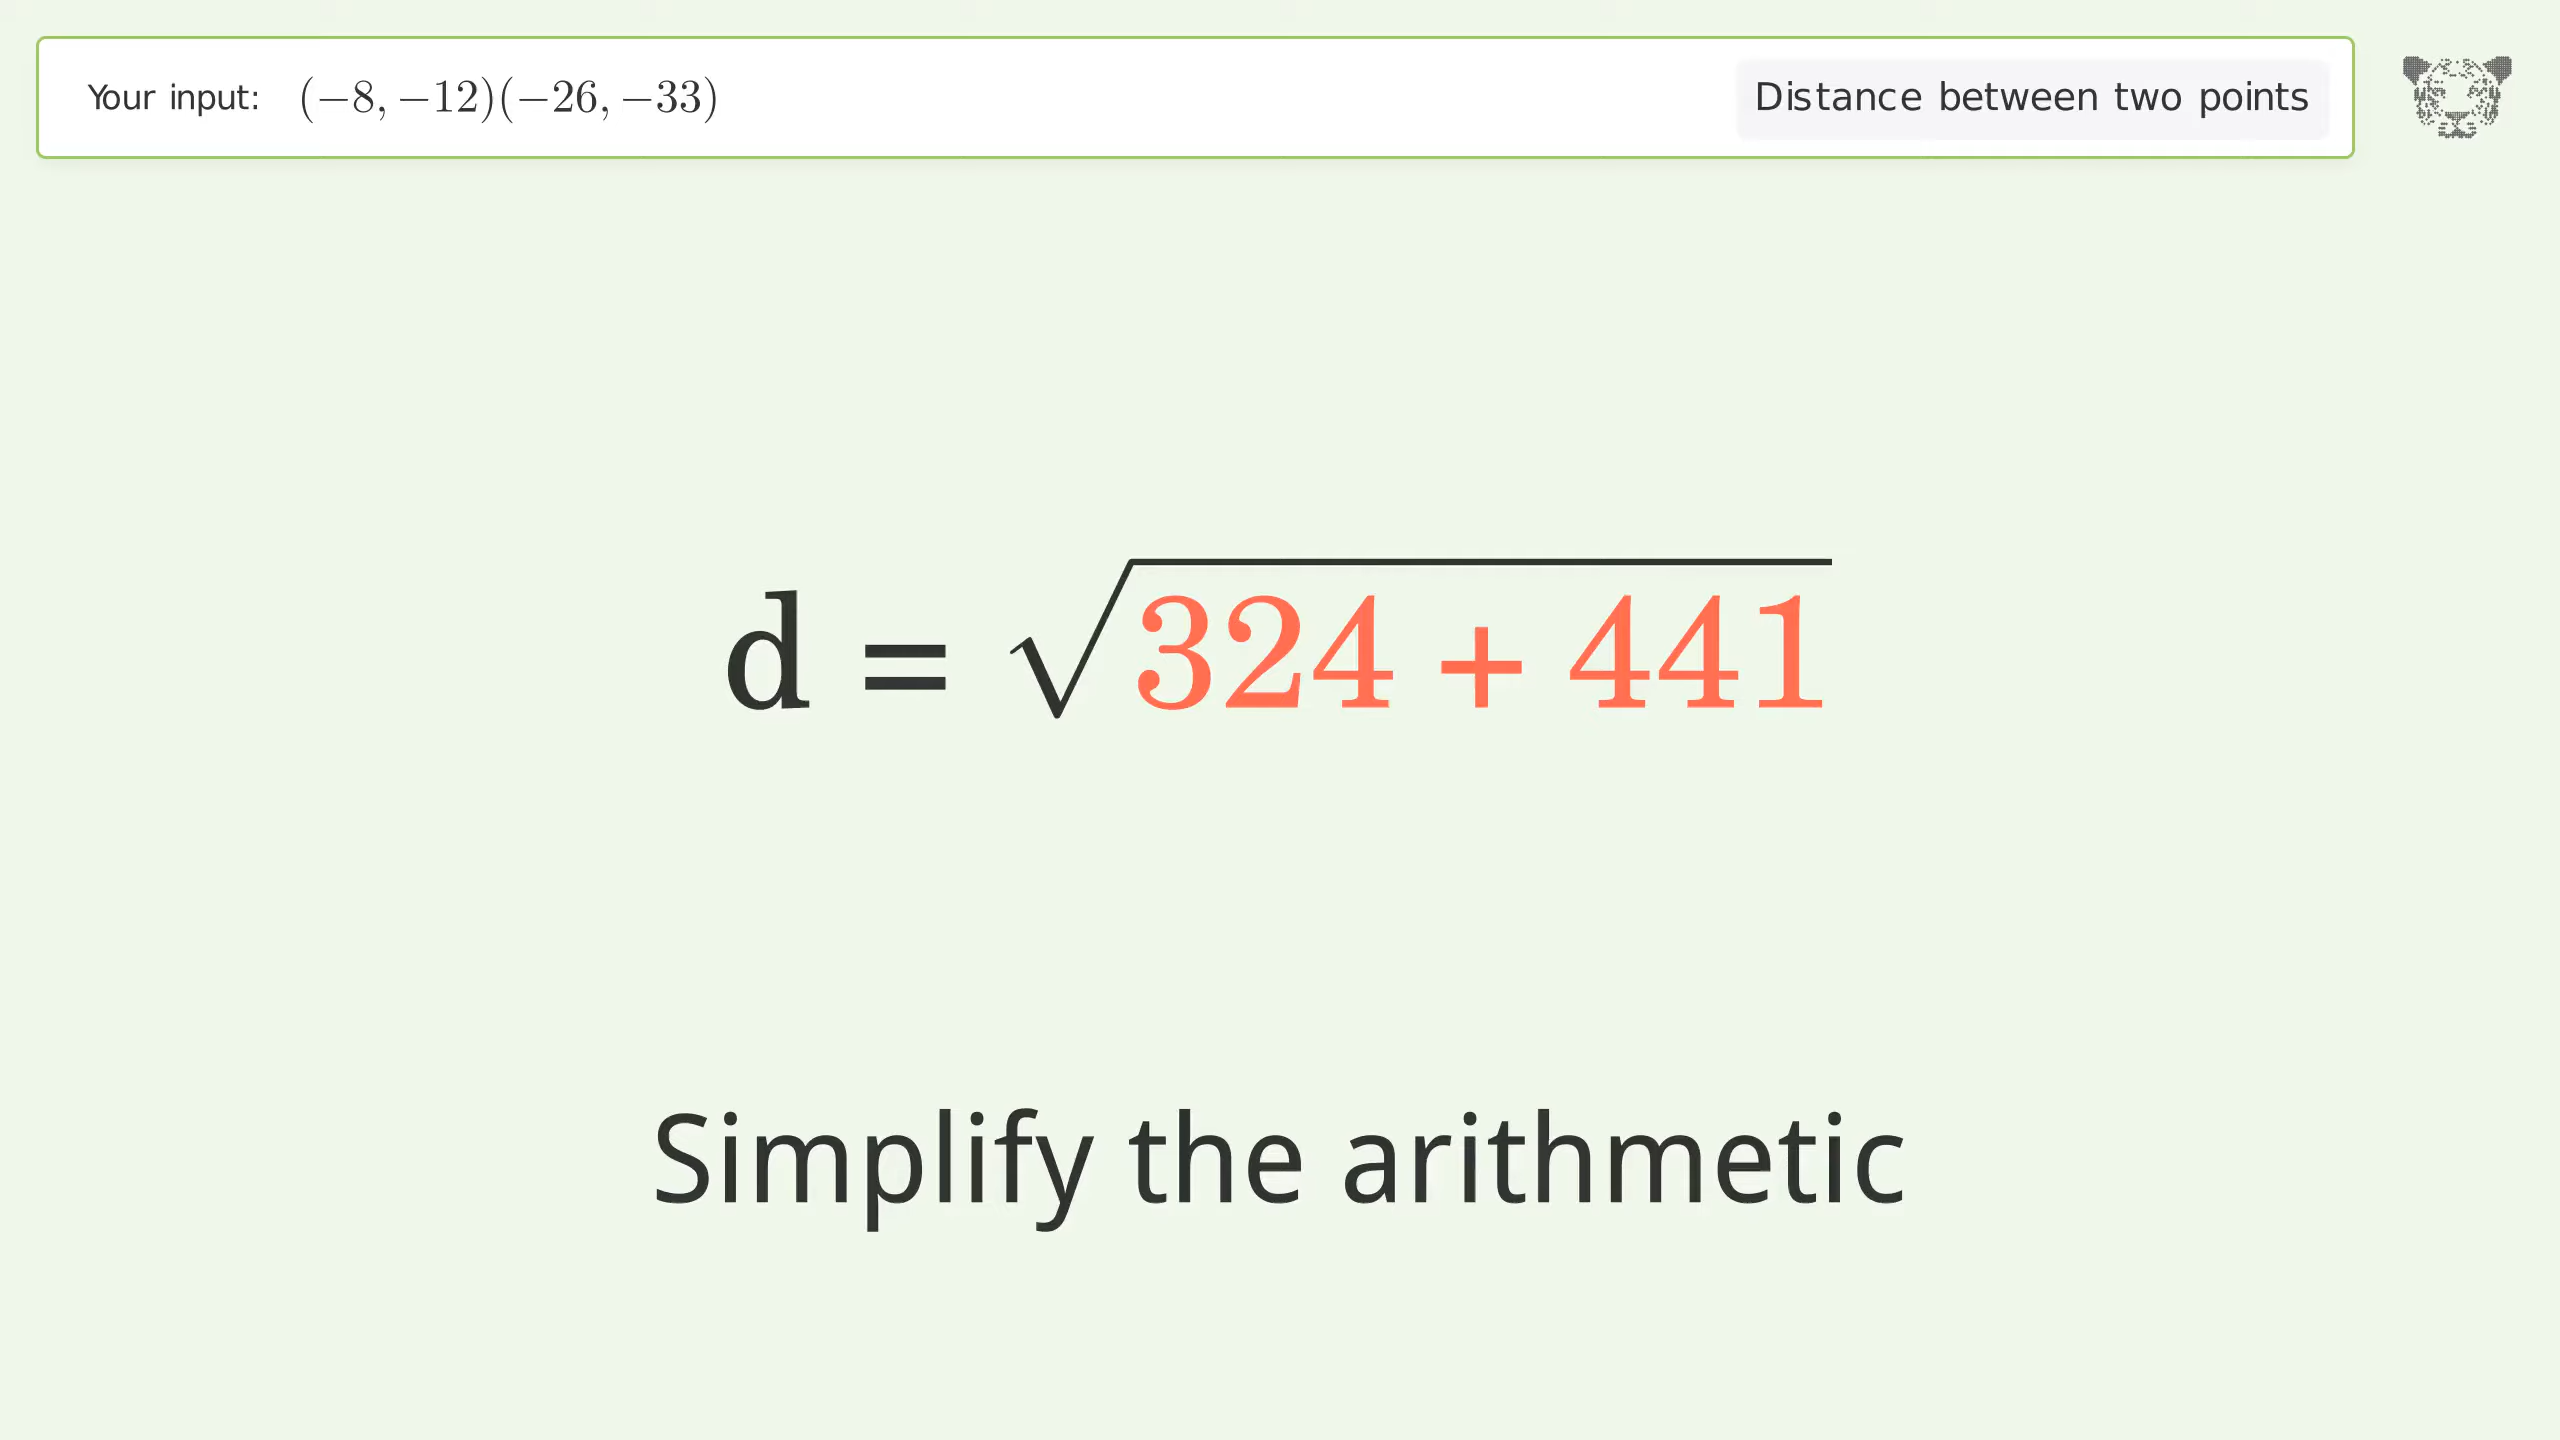 Your input: (−8, −12)(−26, −33)
Distance between two points
d = √324 + 441
Simplify the arithmetic